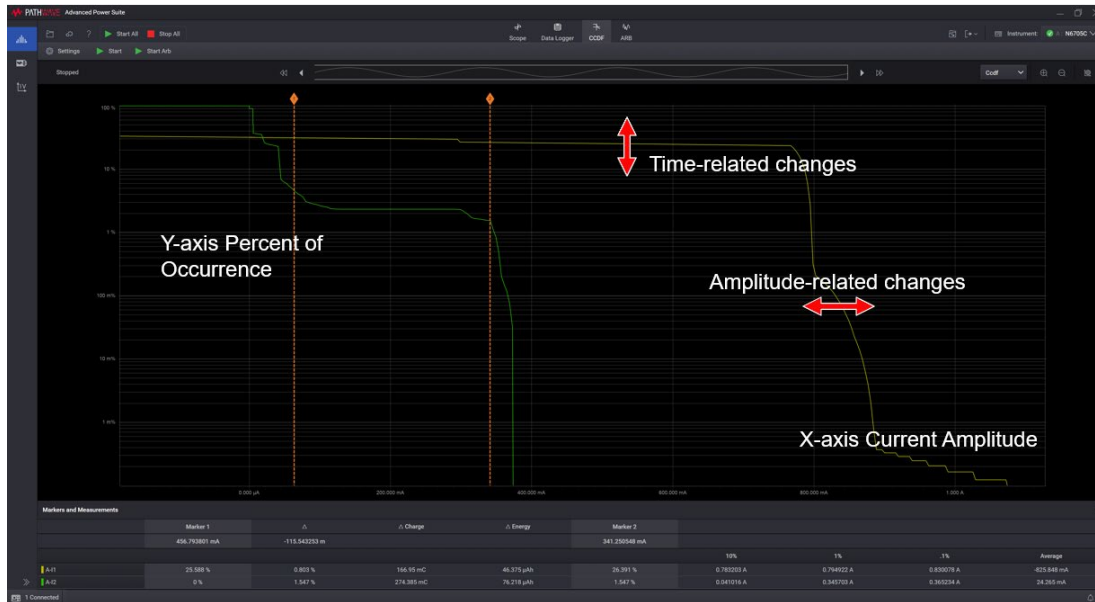 PATHWAVE Advanced Power Suite
? Start All Stop All
Scope Data Logger CCDF ARB
Instrument: N6705C
Settings Start Start Arb
Stopped
Ccdf
100 %
10 %
1 %
100 m%
10 m%
1 m%
Time-related changes
Y-axis Percent of
Occurrence
Amplitude-related changes
X-axis Current Amplitude
0.000 µA 200.000 mA 400.000 mA 600.000 mA 800.000 mA 1.000 A
Markers and Measurements
Marker 1 Δ Δ Charge Δ Energy Marker 2
456.793801 mA -115.543253 m 341.250548 mA
10% 1% .1% Average
A-I1 25.588 % 0.803 % 166.95 mC 46.375 µAh 26.391 % 0.783203 A 0.794922 A 0.830078 A -825.848 mA
A-I2 0 % 1.547 % 274.385 mC 76.218 µAh 1.547 % 0.041016 A 0.345703 A 0.365234 A 24.265 mA
1 Connected